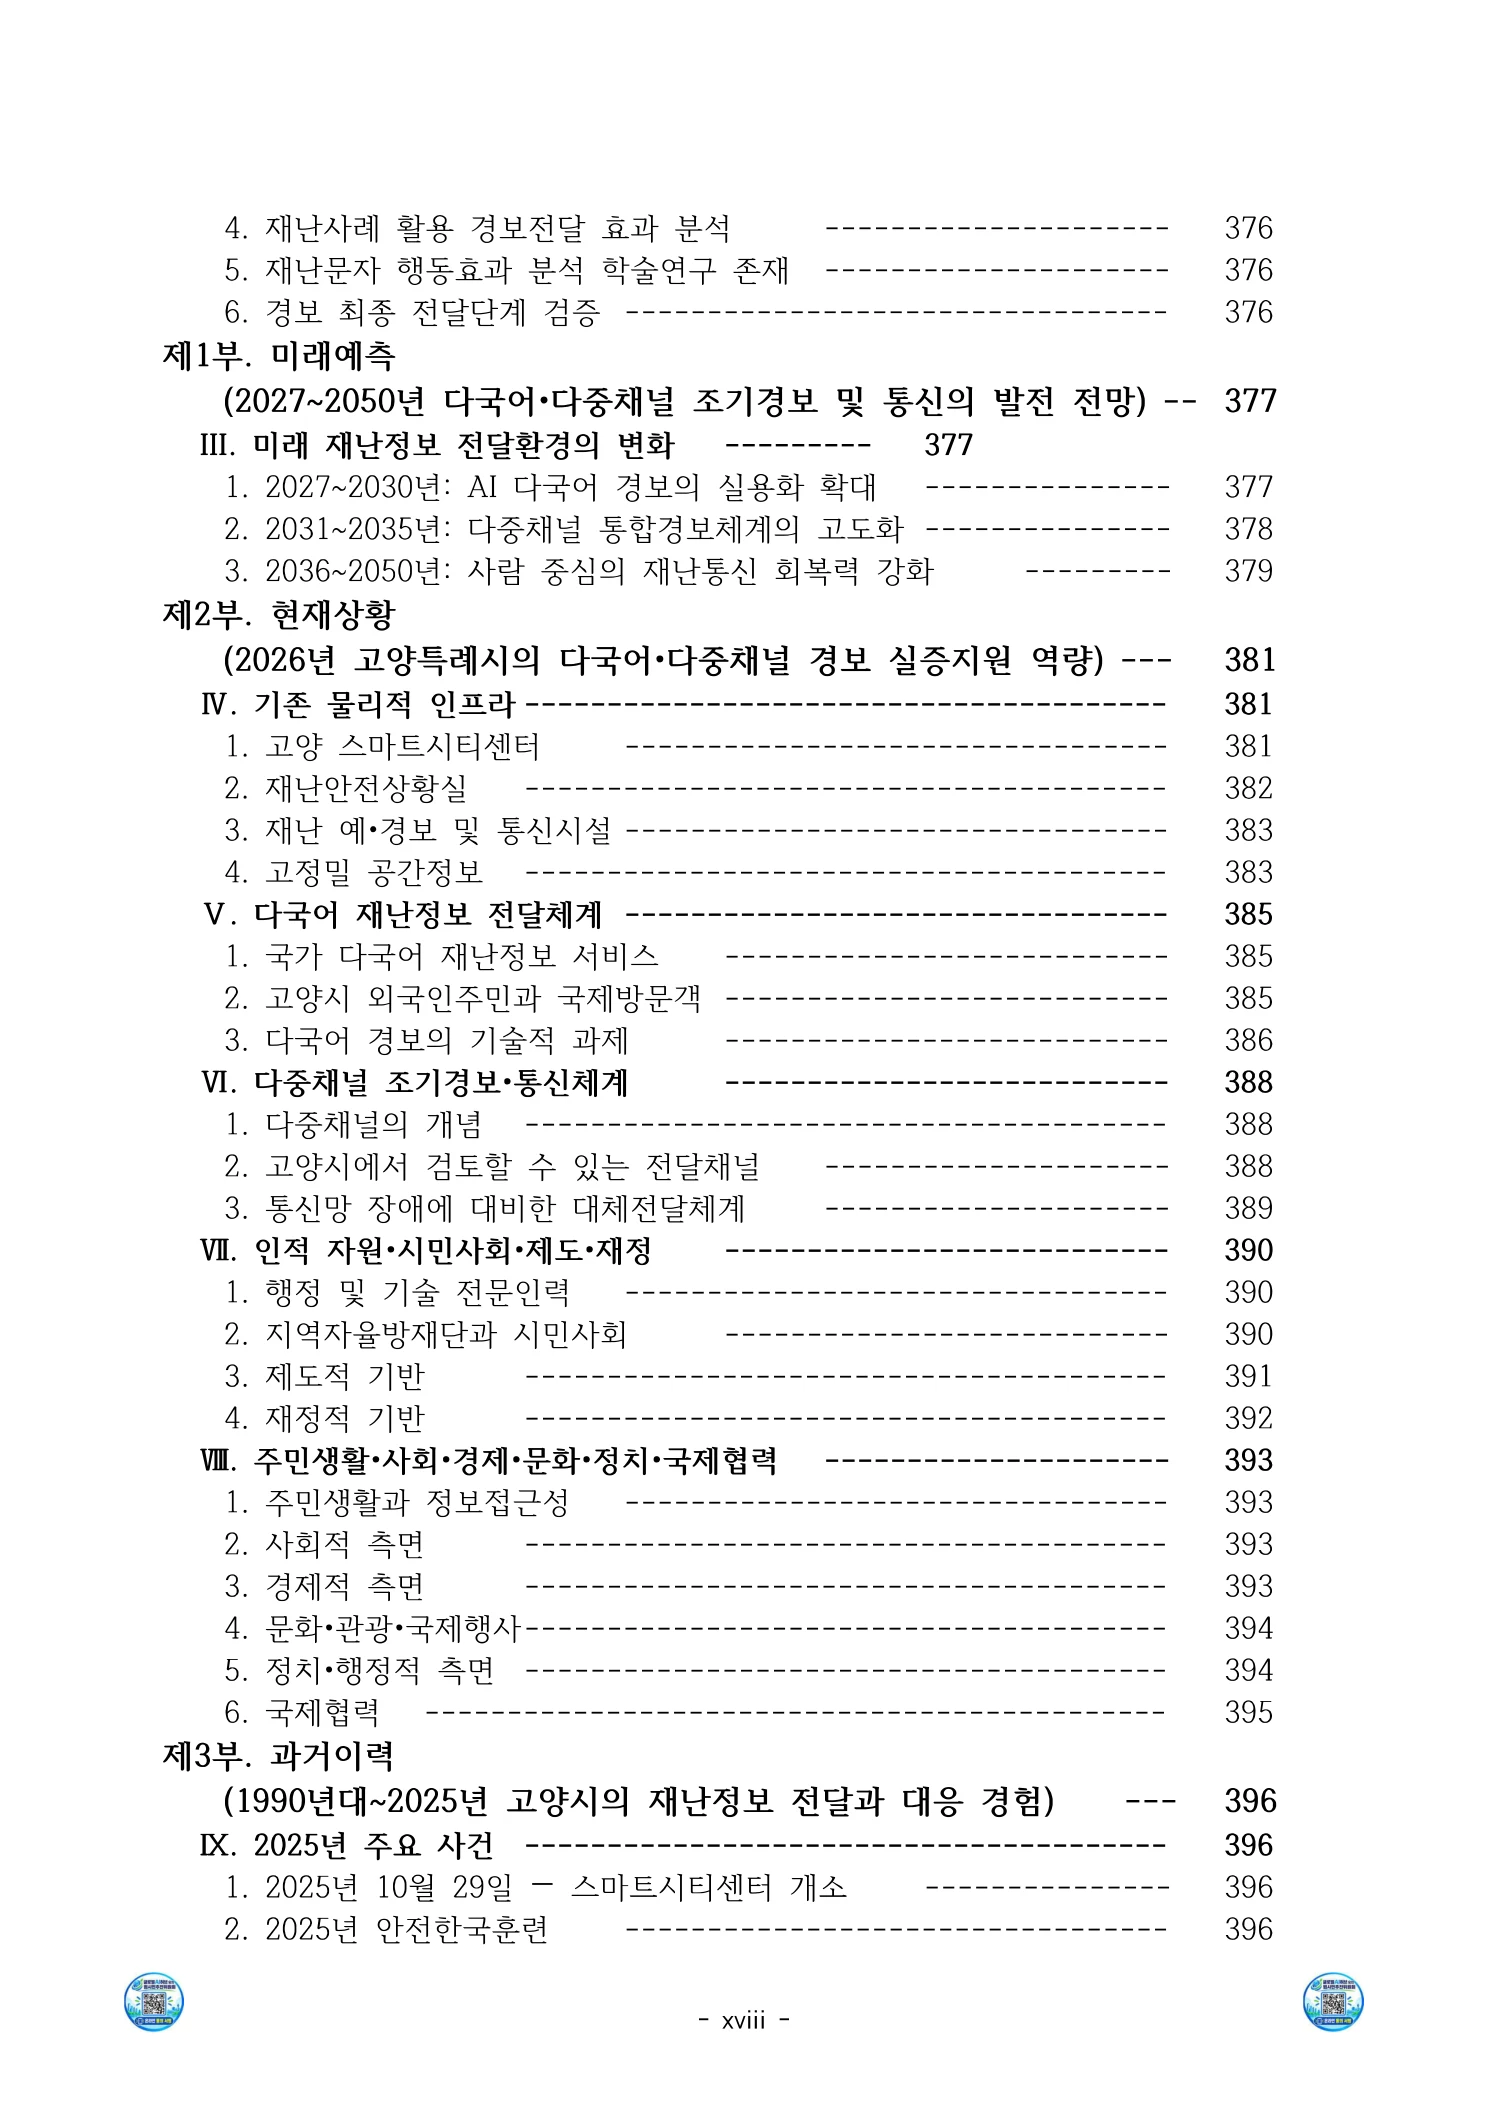 4. 재난사례 활용 경보전달 효과 분석 --------------------- 376
5. 재난문자 행동효과 분석 학술연구 존재 --------------------- 376
6. 경보 최종 전달단계 검증 --------------------------------- 376
제1부. 미래예측
(2027~2050년 다국어•다중채널 조기경보 및 통신의 발전 전망) -- 377
Ⅲ. 미래 재난정보 전달환경의 변화 --------- 377
1. 2027~2030년: AI 다국어 경보의 실용화 확대 --------------- 377
2. 2031~2035년: 다중채널 통합경보체계의 고도화 --------------- 378
3. 2036~2050년: 사람 중심의 재난통신 회복력 강화 --------- 379
제2부. 현재상황
(2026년 고양특례시의 다국어•다중채널 경보 실증지원 역량) --- 381
Ⅳ. 기존 물리적 인프라 --------------------------------------- 381
1. 고양 스마트시티센터 --------------------------------- 381
2. 재난안전상황실 --------------------------------------- 382
3. 재난 예•경보 및 통신시설 --------------------------------- 383
4. 고정밀 공간정보 --------------------------------------- 383
Ⅴ. 다국어 재난정보 전달체계 --------------------------------- 385
1. 국가 다국어 재난정보 서비스 --------------------------- 385
2. 고양시 외국인주민과 국제방문객 --------------------------- 385
3. 다국어 경보의 기술적 과제 --------------------------- 386
Ⅵ. 다중채널 조기경보•통신체계 --------------------------- 388
1. 다중채널의 개념 --------------------------------------- 388
2. 고양시에서 검토할 수 있는 전달채널 --------------------- 388
3. 통신망 장애에 대비한 대체전달체계 --------------------- 389
Ⅶ. 인적 자원•시민사회•제도•재정 --------------------------- 390
1. 행정 및 기술 전문인력 --------------------------------- 390
2. 지역자율방재단과 시민사회 --------------------------- 390
3. 제도적 기반 --------------------------------------- 391
4. 재정적 기반 --------------------------------------- 392
Ⅷ. 주민생활•사회•경제•문화•정치•국제협력 --------------------- 393
1. 주민생활과 정보접근성 --------------------------------- 393
2. 사회적 측면 --------------------------------------- 393
3. 경제적 측면 --------------------------------------- 393
4. 문화•관광•국제행사--------------------------------------- 394
5. 정치•행정적 측면 --------------------------------------- 394
6. 국제협력 --------------------------------------------- 395
제3부. 과거이력
(1990년대~2025년 고양시의 재난정보 전달과 대응 경험) --- 396
Ⅸ. 2025년 주요 사건 --------------------------------------- 396
1. 2025년 10월 29일 — 스마트시티센터 개소 --------------- 396
2. 2025년 안전한국훈련 --------------------------------- 396
- xviii -